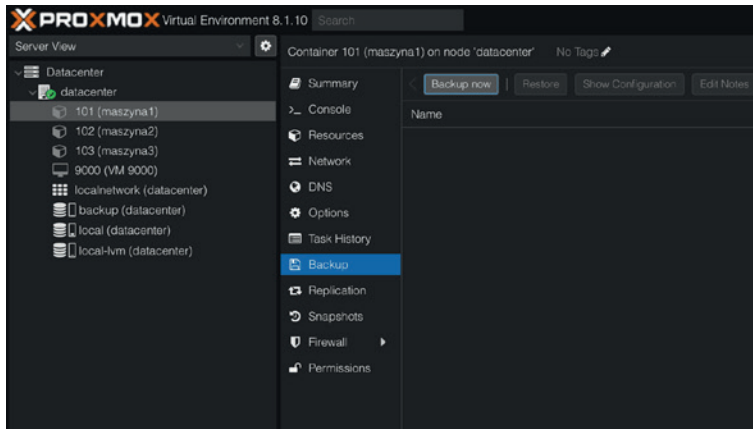 PROXMOX Virtual Environment 8.1.10 Search
Server View
Container 101 (maszyna1) on node 'datacenter' No Tags
Datacenter
datacenter
101 (maszyna1)
102 (maszyna2)
103 (maszyna3)
9000 (VM 9000)
localnetwork (datacenter)
backup (datacenter)
local (datacenter)
local-lvm (datacenter)
Summary
>_ Console
Resources
Network
DNS
Options
Task History
Backup
Replication
Snapshots
Firewall
Permissions
Backup now Restore Show Configuration Edit Notes
Name